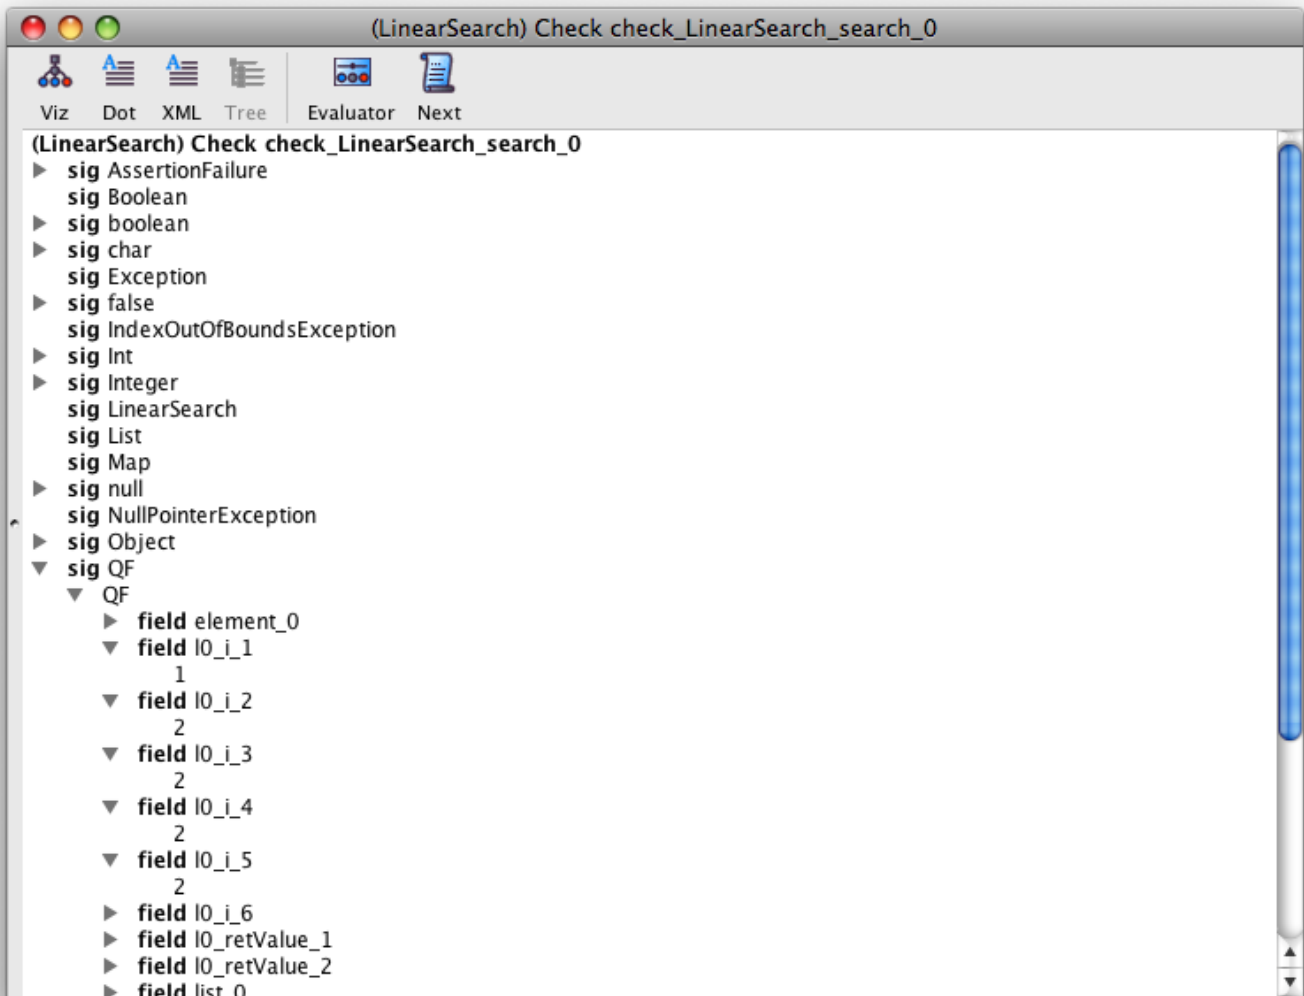 (LinearSearch) Check check_LinearSearch_search_0
Viz Dot XML Tree Evaluator Next
(LinearSearch) Check check_LinearSearch_search_0
sig AssertionFailure
sig Boolean
sig boolean
sig char
sig Exception
sig false
sig IndexOutOfBoundsException
sig Int
sig Integer
sig LinearSearch
sig List
sig Map
sig null
sig NullPointerException
sig Object
sig QF
QF
field element_0
field l0_i_1
1
field l0_i_2
2
field l0_i_3
2
field l0_i_4
2
field l0_i_5
2
field l0_i_6
field l0_retValue_1
field l0_retValue_2
field list_0